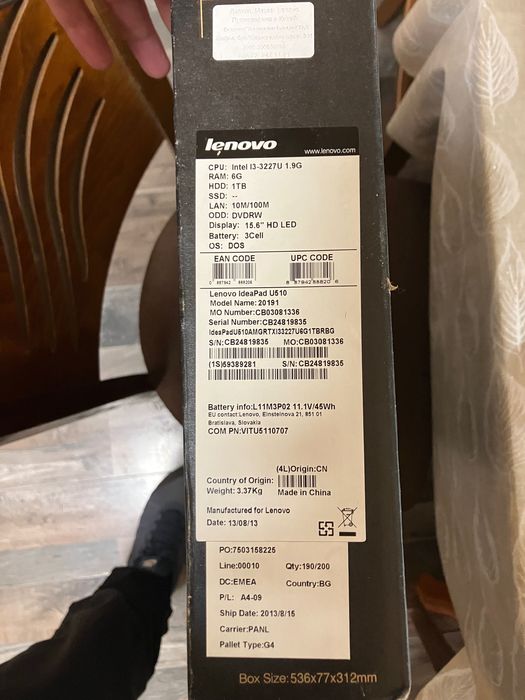 lenovo
www.lenovo.com
CPU: Intel I3-3227U 1.9G
RAM: 6G
HDD: 1TB
SSD: --
LAN: 10M/100M
ODD: DVDRW
Display: 15.6" HD LED
Battery: 3Cell
OS: DOS
EAN CODE UPC CODE
Lenovo IdeaPad U510
Model Name: 20191
MO Number:CB03081336
Serial Number:CB24819835
IdeaPadU510AMGRTXI33227U6G1TBRBG
S/N:CB24819835 MO:CB03081336
(1S)59389281 S/N:CB24819835
Battery info:L11M3P02 11.1V/45Wh
EU contact:Lenovo, Einsteinova 21, 851 01
Bratislava, Slovakia
COM PN:VITU5110707
(4L)Origin:CN
Country of Origin:
Weight: 3.37Kg Made in China
Manufactured for Lenovo
Date: 13/08/13
PO:7503158225
Line:00010 Qty:190/200
DC:EMEA Country:BG
P/L: A4-09
Ship Date: 2013/8/15
Carrier:PANL
Pallet Type:G4
Box Size:536x77x312mm